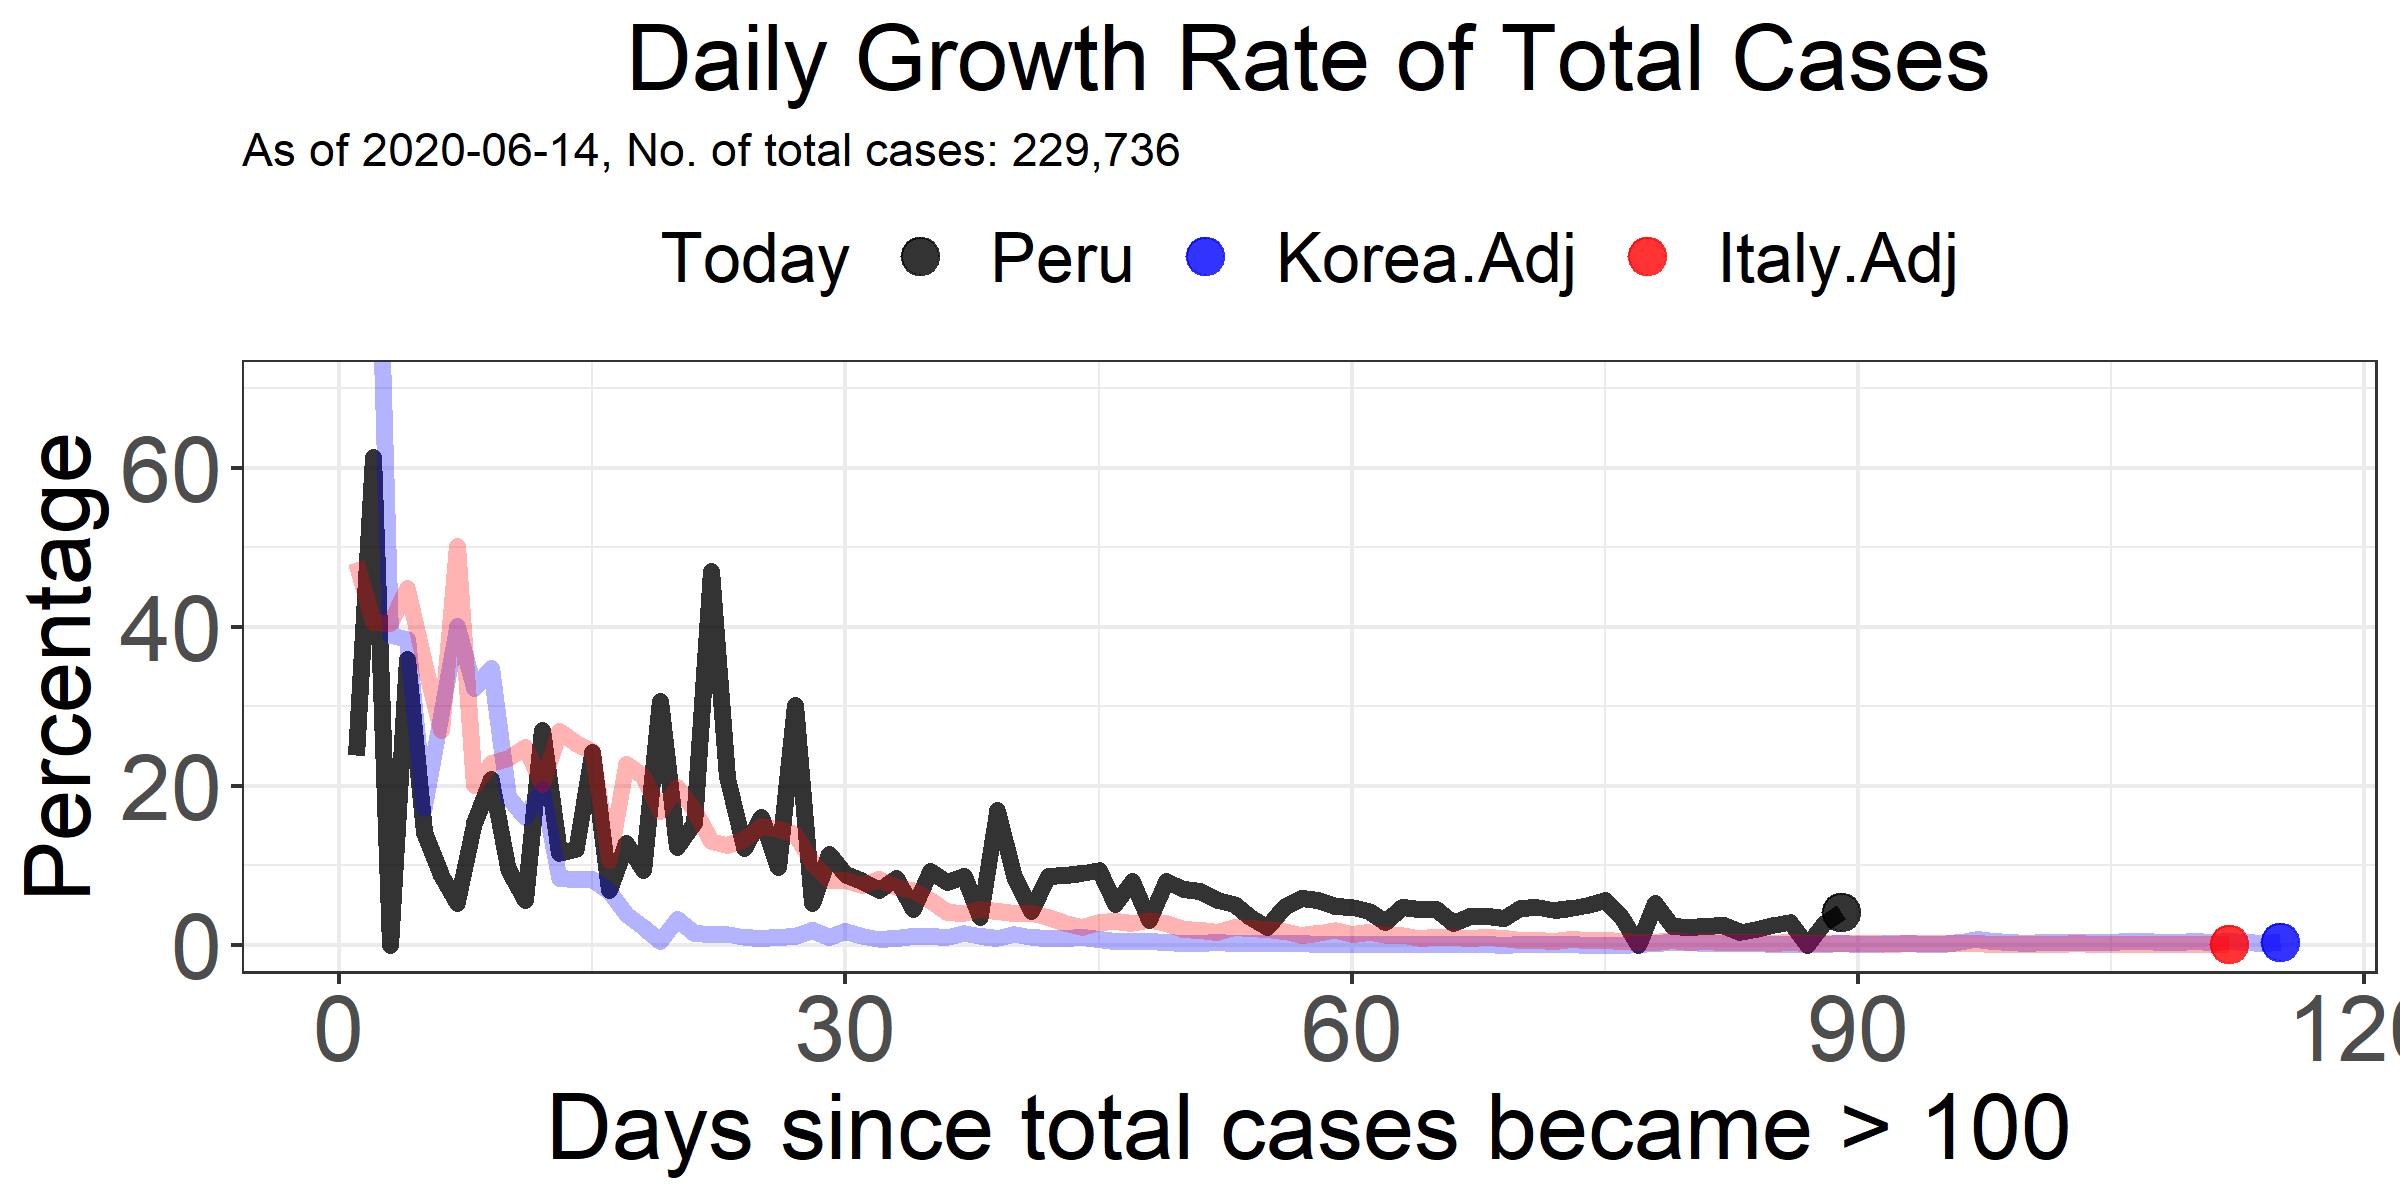 Daily Growth Rate of Total Cases
As of 2020-06-14, No. of total cases: 229,736
Today Peru Korea.Adj Italy.Adj
Percentage
60
40
20
0
0 30 60 90 120
Days since total cases became > 100